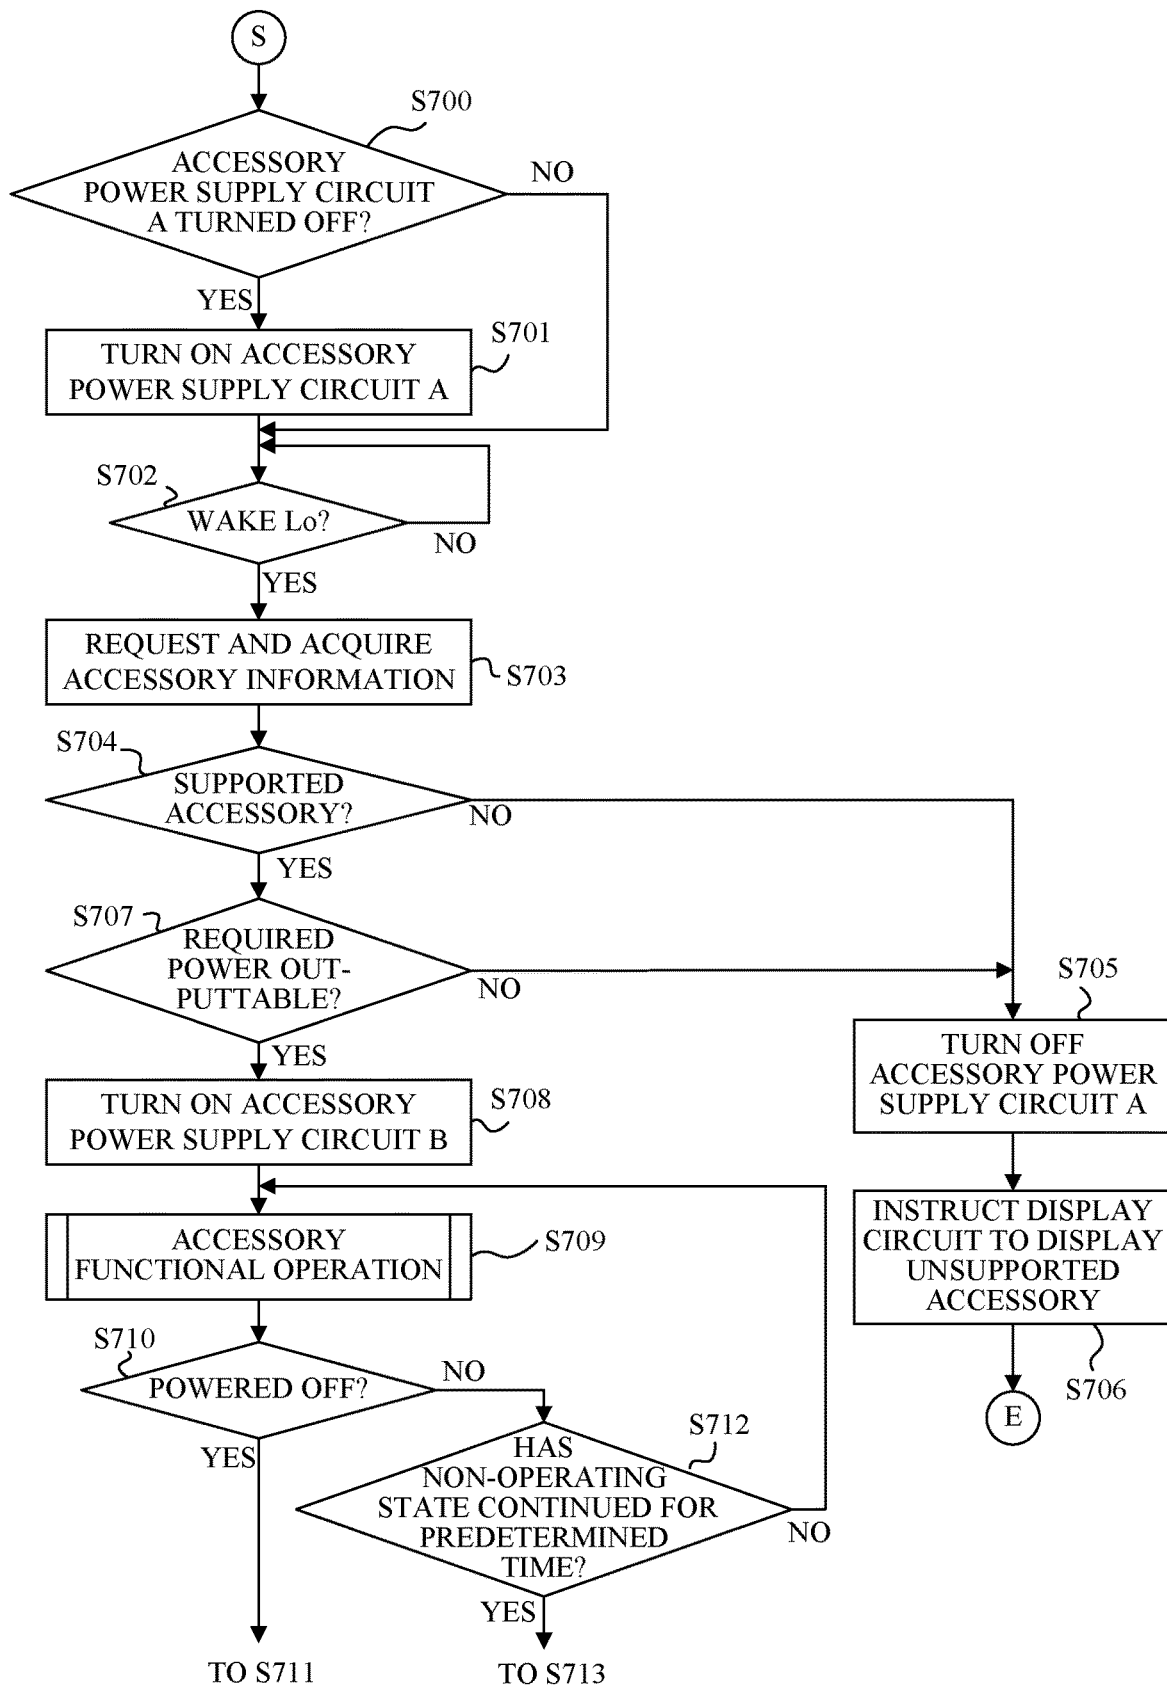 S
S700
ACCESSORY
POWER SUPPLY CIRCUIT
A TURNED OFF?
NO
YES
S701
TURN ON ACCESSORY
POWER SUPPLY CIRCUIT A
S702
WAKE Lo?
NO
YES
REQUEST AND ACQUIRE
ACCESSORY INFORMATION
S703
S704
SUPPORTED
ACCESSORY?
NO
YES
S707
REQUIRED
POWER OUT-
PUTTABLE?
NO
YES
S705
TURN OFF
ACCESSORY POWER
SUPPLY CIRCUIT A
TURN ON ACCESSORY
POWER SUPPLY CIRCUIT B
S708
INSTRUCT DISPLAY
CIRCUIT TO DISPLAY
UNSUPPORTED
ACCESSORY
S706
E
ACCESSORY
FUNCTIONAL OPERATION
S709
S710
POWERED OFF?
NO
YES
S712
HAS
NON-OPERATING
STATE CONTINUED FOR
PREDETERMINED
TIME?
NO
YES
TO S711
TO S713